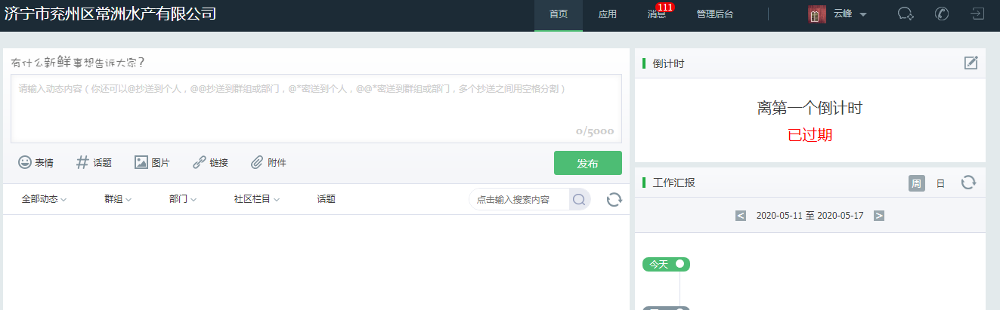 济宁市兖州区常洲水产有限公司
首页 应用 消息 111 管理后台 云峰
有什么新鲜事想告诉大家?
请输入动态内容（你还可以@抄送到个人，@@抄送到群组或部门，@*密送到个人，@@*密送到群组或部门，多个抄送之间用空格分割）
0/5000
表情 话题 图片 链接 附件 发布
全部动态 群组 部门 社区栏目 话题 点击输入搜索内容
倒计时
离第一个倒计时
已过期
工作汇报 周 日
< 2020-05-11 至 2020-05-17 >
今天